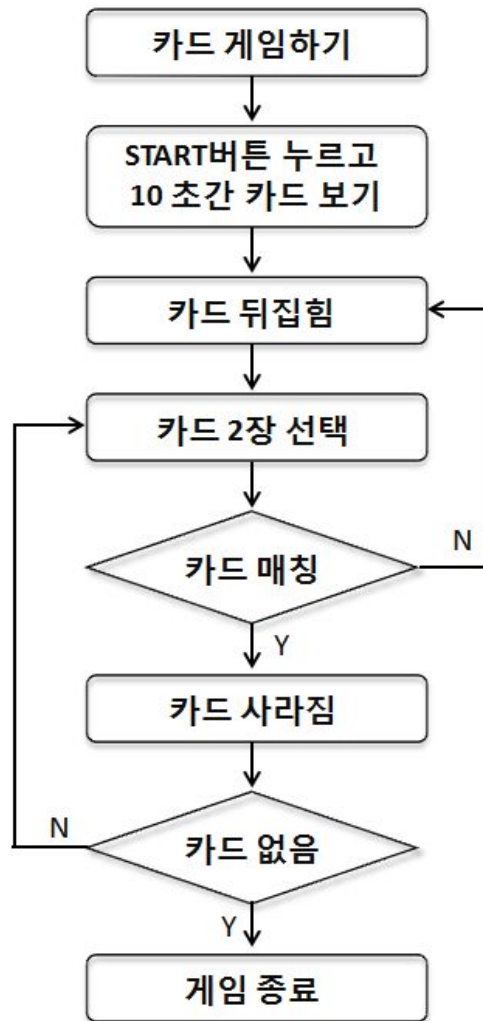 카드 게임하기
START버튼 누르고
10 초간 카드 보기
카드 뒤집힘
카드 2장 선택
카드 매칭
N
Y
카드 사라짐
카드 없음
N
Y
게임 종료